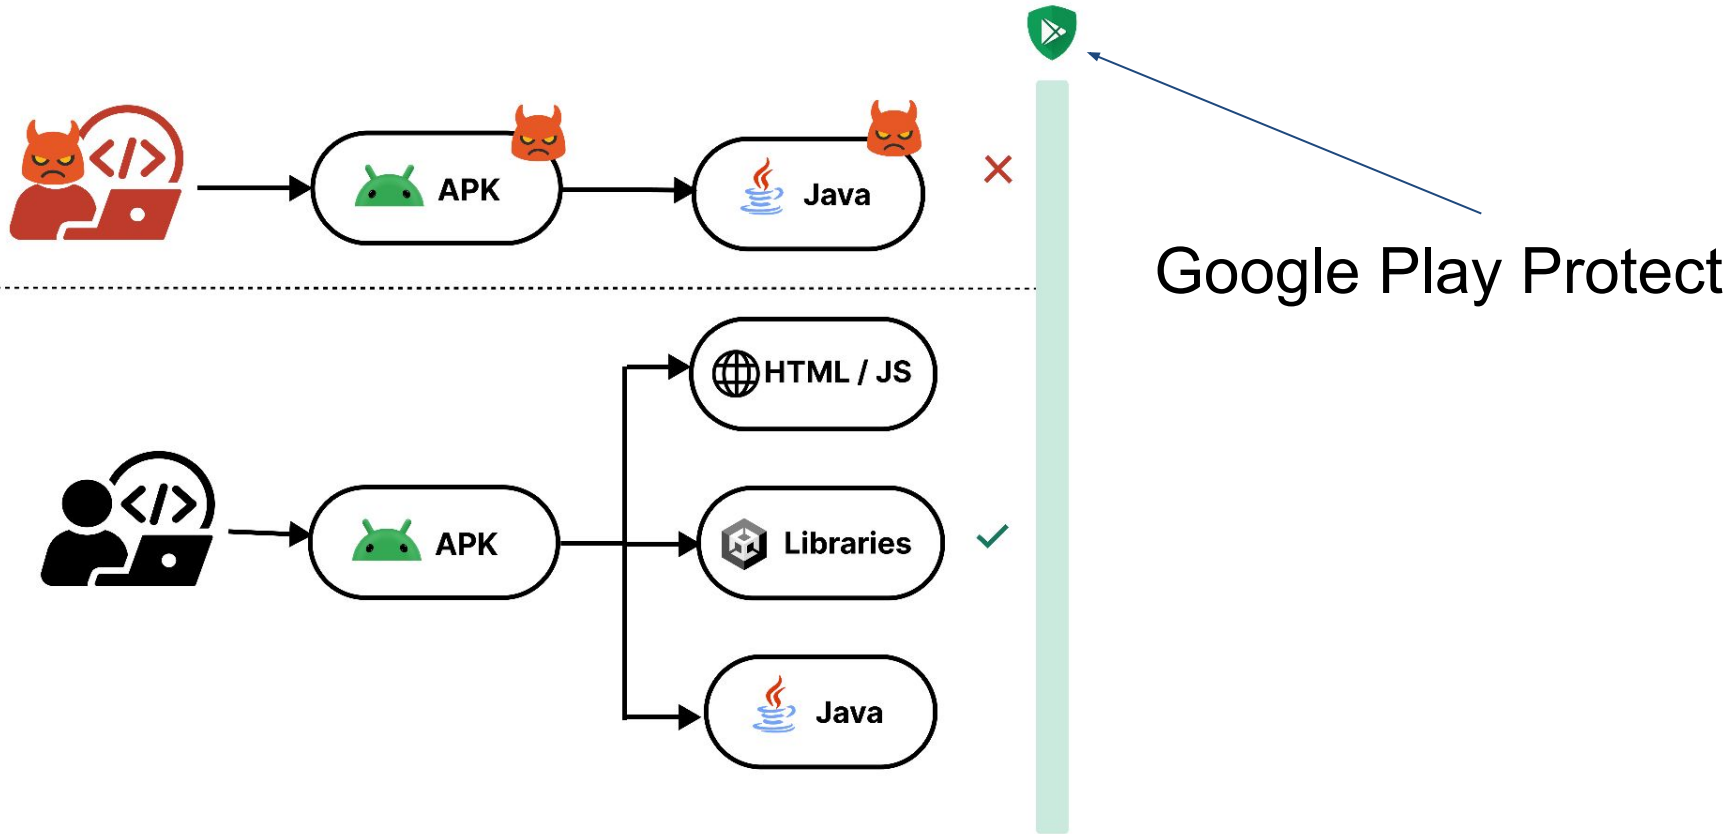 APK
Java
Google Play Protect
HTML / JS
APK
Libraries
Java